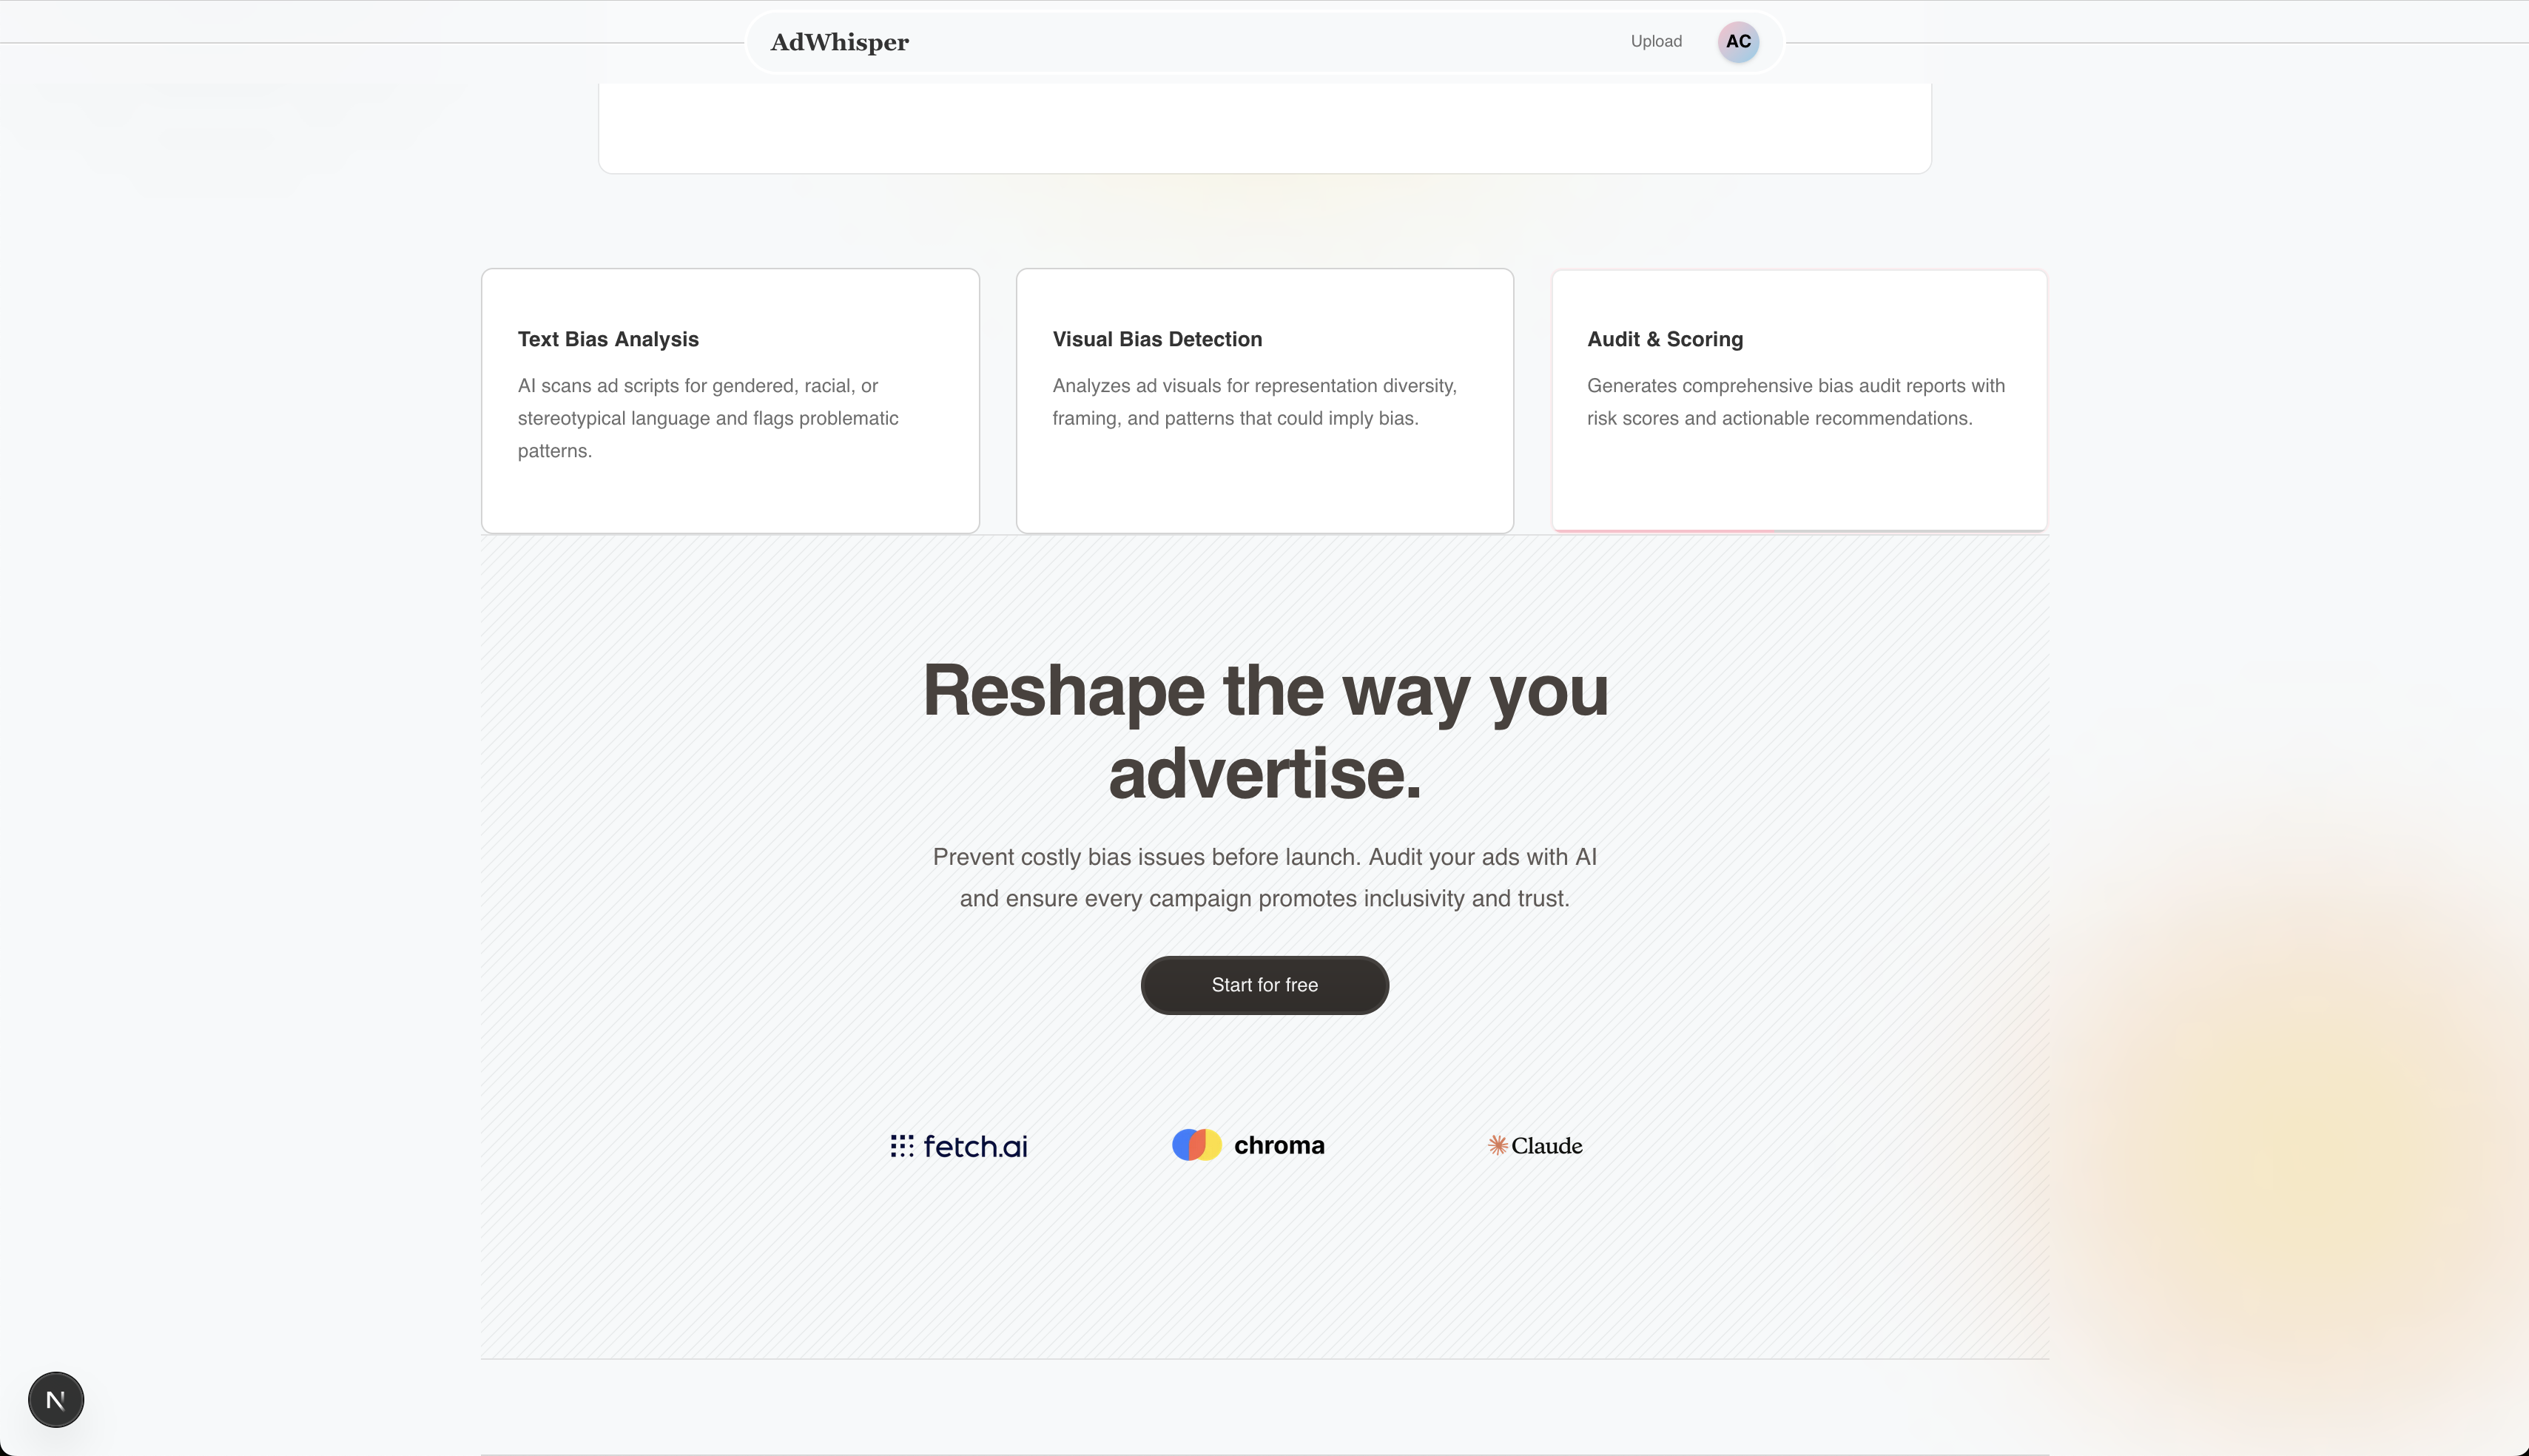 AdWhisper
Upload
AC
Text Bias Analysis
AI scans ad scripts for gendered, racial, or
stereotypical language and flags problematic
patterns.
Visual Bias Detection
Analyzes ad visuals for representation diversity,
framing, and patterns that could imply bias.
Audit & Scoring
Generates comprehensive bias audit reports with
risk scores and actionable recommendations.
Reshape the way you
advertise.
Prevent costly bias issues before launch. Audit your ads with AI
and ensure every campaign promotes inclusivity and trust.
Start for free
fetch.ai
chroma
Claude
N